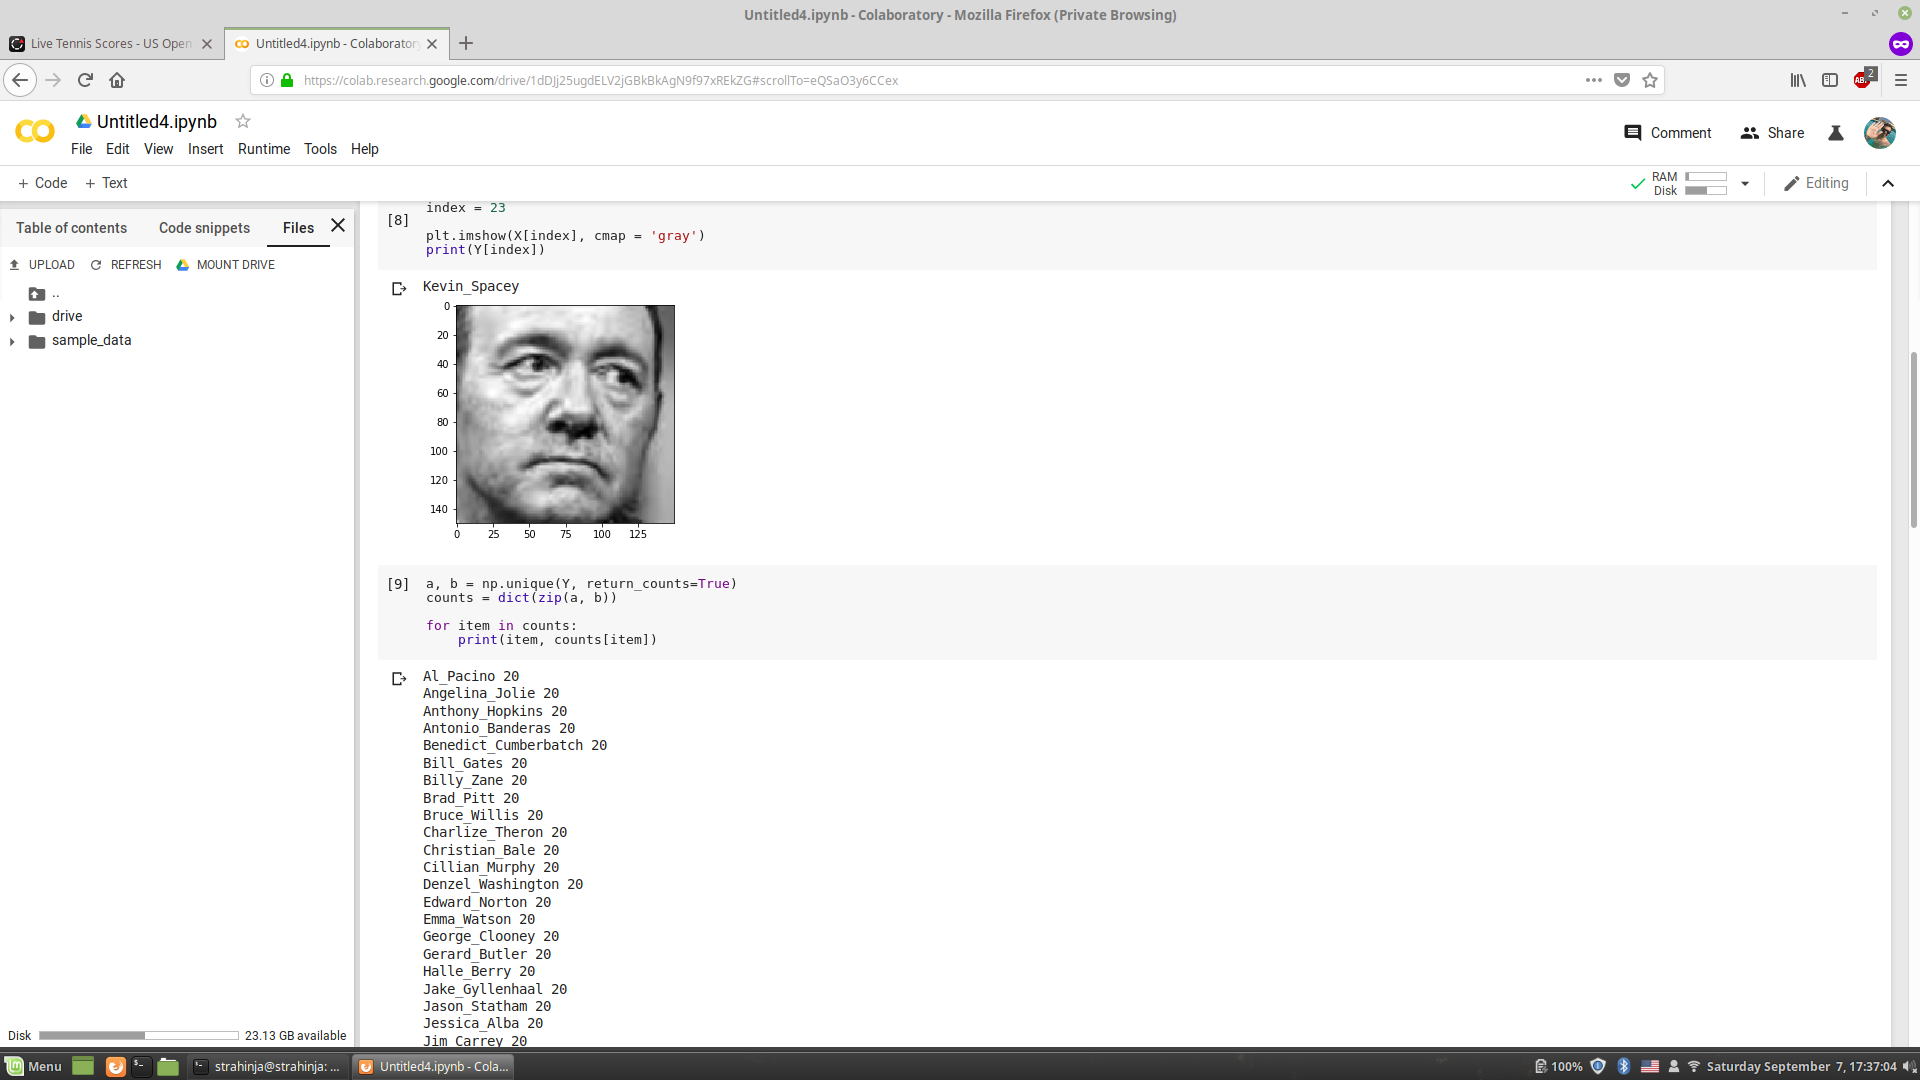 Untitled4.ipynb - Colaboratory - Mozilla Firefox (Private Browsing)
Live Tennis Scores - US Open
Untitled4.ipynb - Colaboratory
https://colab.research.google.com/drive/1dDJj25ugdELV2jGBkBkAgN9f97xREkZG#scrollTo=eQSaO3y6CCex
2
Untitled4.ipynb
File Edit View Insert Runtime Tools Help
Comment Share
+ Code + Text
RAM
Disk
Editing
Table of contents Code snippets Files
UPLOAD REFRESH MOUNT DRIVE
..
drive
sample_data
index = 23
[8]
plt.imshow(X[index], cmap = 'gray')
print(Y[index])
Kevin_Spacey
0
20
40
60
80
100
120
140
0 25 50 75 100 125
[9] a, b = np.unique(Y, return_counts=True)
counts = dict(zip(a, b))
for item in counts:
print(item, counts[item])
Al_Pacino 20
Angelina_Jolie 20
Anthony_Hopkins 20
Antonio_Banderas 20
Benedict_Cumberbatch 20
Bill_Gates 20
Billy_Zane 20
Brad_Pitt 20
Bruce_Willis 20
Charlize_Theron 20
Christian_Bale 20
Cillian_Murphy 20
Denzel_Washington 20
Edward_Norton 20
Emma_Watson 20
George_Clooney 20
Gerard_Butler 20
Halle_Berry 20
Jake_Gyllenhaal 20
Jason_Statham 20
Jessica_Alba 20
Jim_Carrey 20
Disk 23.13 GB available
Menu
strahinja@strahinja: ...
Untitled4.ipynb - Cola...
100%
Saturday September 7, 17:37:04